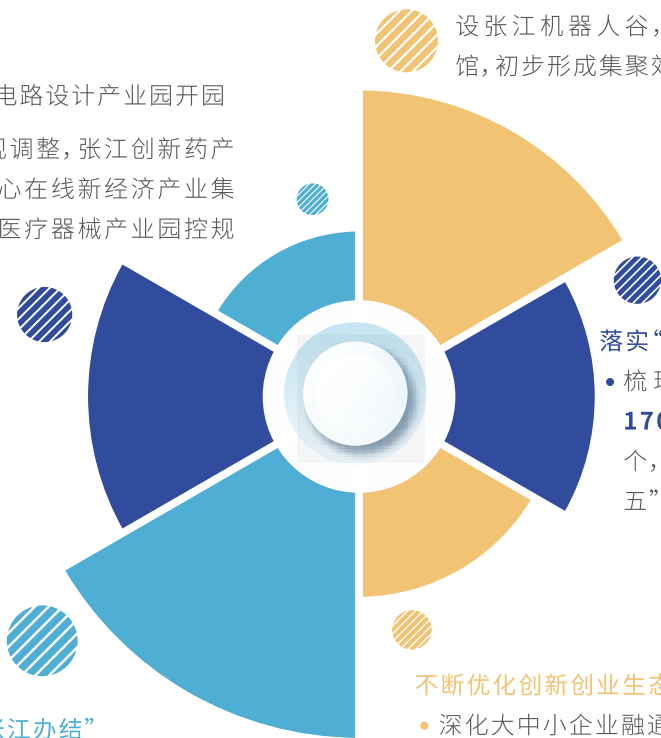 设张江机器人谷，
馆，初步形成集聚
电路设计产业园开园
调整，张江创新药产
心在线新经济产业集
医疗器械产业园控规
落实“
• 梳
170
个，
五”
江办结”
不断优化创新创业生态
• 深化大中小企业融通